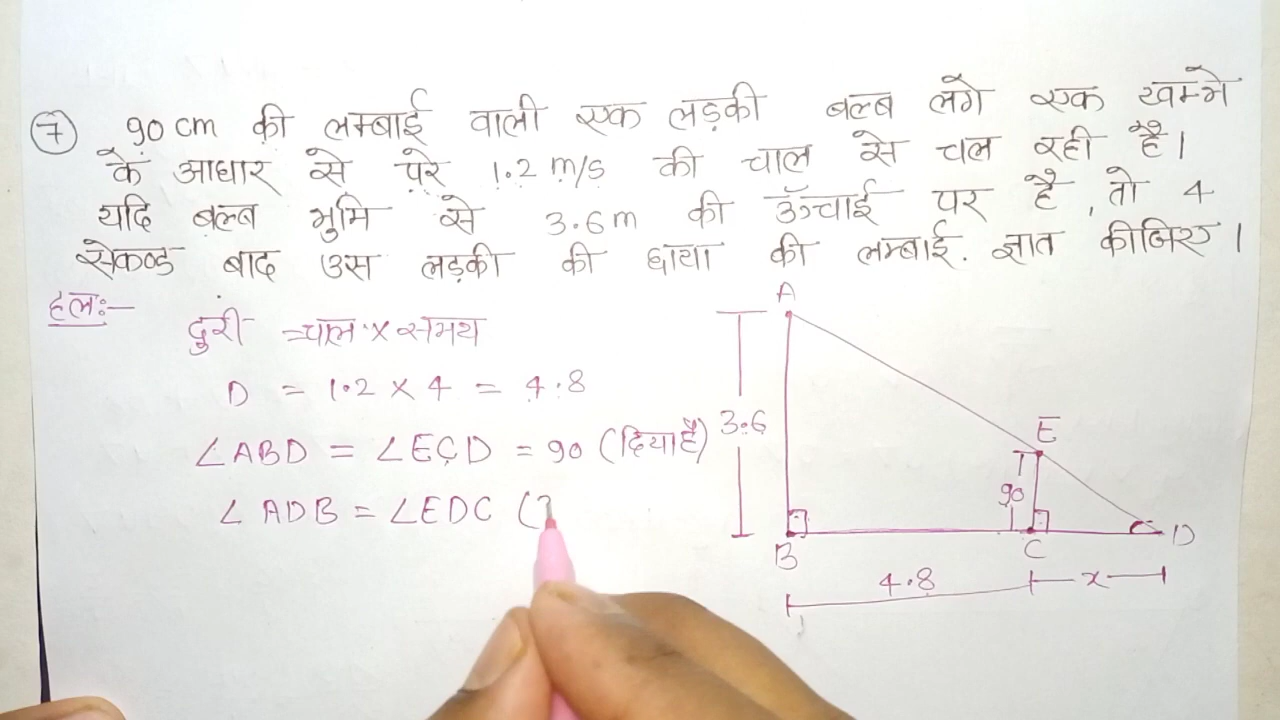 7 90 cm की लम्बाई वाली एक लड़की बल्ब लगे एक खम्मे
के आधार से परे 1.2 m/s की चाल से चल रही है।
यदि बल्ब भुमि से 3.6m की ऊँचाई पर है, तो 4
सेकण्ड बाद उस लड़की की छाया की लम्बाई. ज्ञात कीजिए।
हल:-
दुरी = चाल × समय
D = 1.2 × 4 = 4.8
∠ABD = ∠ECD = 90 (दिया है)
∠ADB = ∠EDC (
A
3.6
E
90
B
C
D
4.8
x